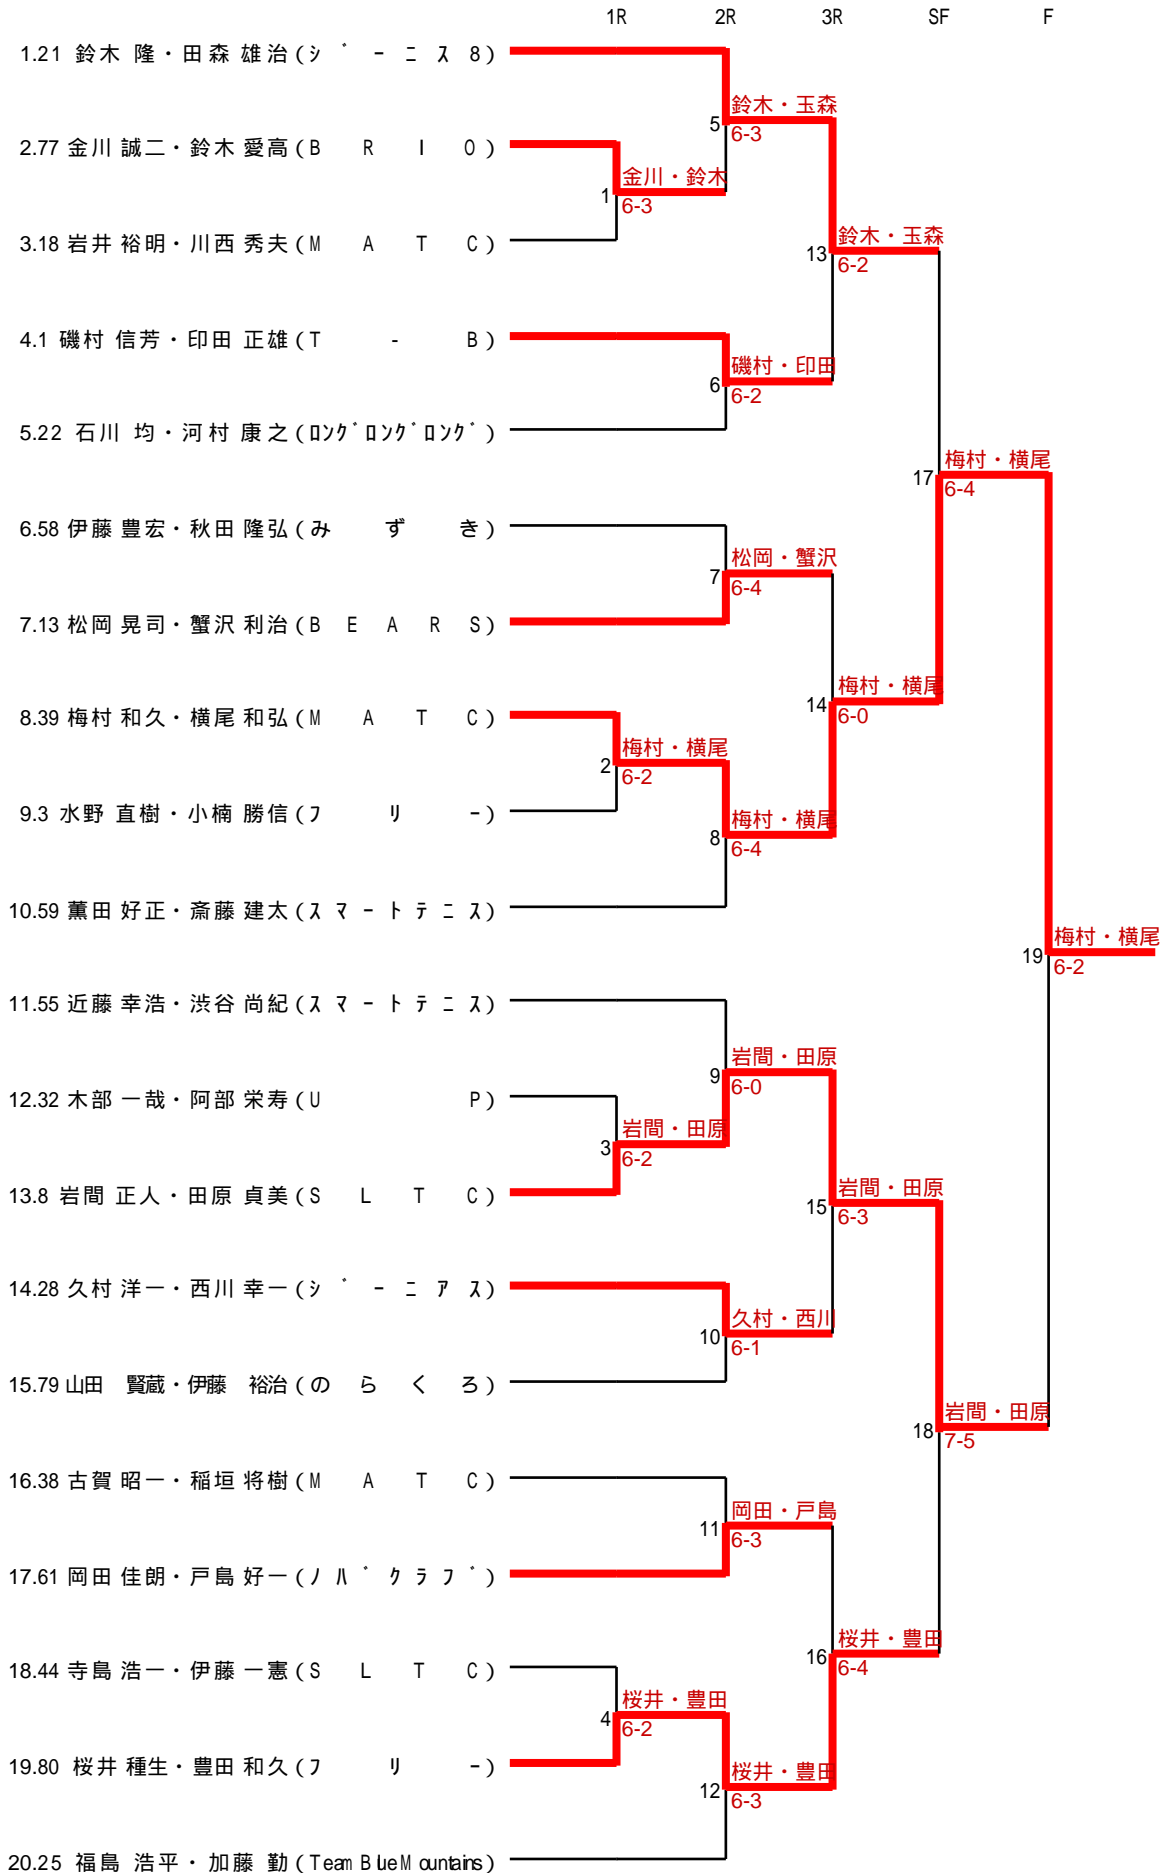 1R 2R 3R SF F
1.21 鈴木 隆・田森 雄治(ジーニス8)
鈴木・玉森
5
6-3
2.77 金川 誠二・鈴木 愛高(BRIO)
金川・鈴木
1
6-3
3.18 岩井 裕明・川西 秀夫(MATC)
鈴木・玉森
13
6-2
4.1 磯村 信芳・印田 正雄(T-B)
磯村・印田
6
6-2
5.22 石川 均・河村 康之(ロングロングロング)
梅村・横尾
17
6-4
6.58 伊藤 豊宏・秋田 隆弘(みずき)
松岡・蟹沢
7
6-4
7.13 松岡 晃司・蟹沢 利治(BEARS)
梅村・横尾
14
6-0
8.39 梅村 和久・横尾 和弘(MATC)
梅村・横尾
2
6-2
9.3 水野 直樹・小楠 勝信(フリー)
梅村・横尾
8
6-4
10.59 薫田 好正・斎藤 建太(スマートテニス)
梅村・横尾
19
6-2
11.55 近藤 幸浩・渋谷 尚紀(スマートテニス)
岩間・田原
9
6-0
12.32 木部 一哉・阿部 栄寿(UP)
岩間・田原
3
6-2
13.8 岩間 正人・田原 貞美(SLTC)
岩間・田原
15
6-3
14.28 久村 洋一・西川 幸一(ジーニアス)
久村・西川
10
6-1
15.79 山田 賢蔵・伊藤 裕治(のらくろ)
岩間・田原
18
7-5
16.38 古賀 昭一・稲垣 将樹(MATC)
岡田・戸島
11
6-3
17.61 岡田 佳朗・戸島 好一(ノバクラブ)
桜井・豊田
16
6-4
18.44 寺島 浩一・伊藤 一憲(SLTC)
桜井・豊田
4
6-2
19.80 桜井 種生・豊田 和久(フリー)
桜井・豊田
12
6-3
20.25 福島 浩平・加藤 勤(Team Blue Mountains)